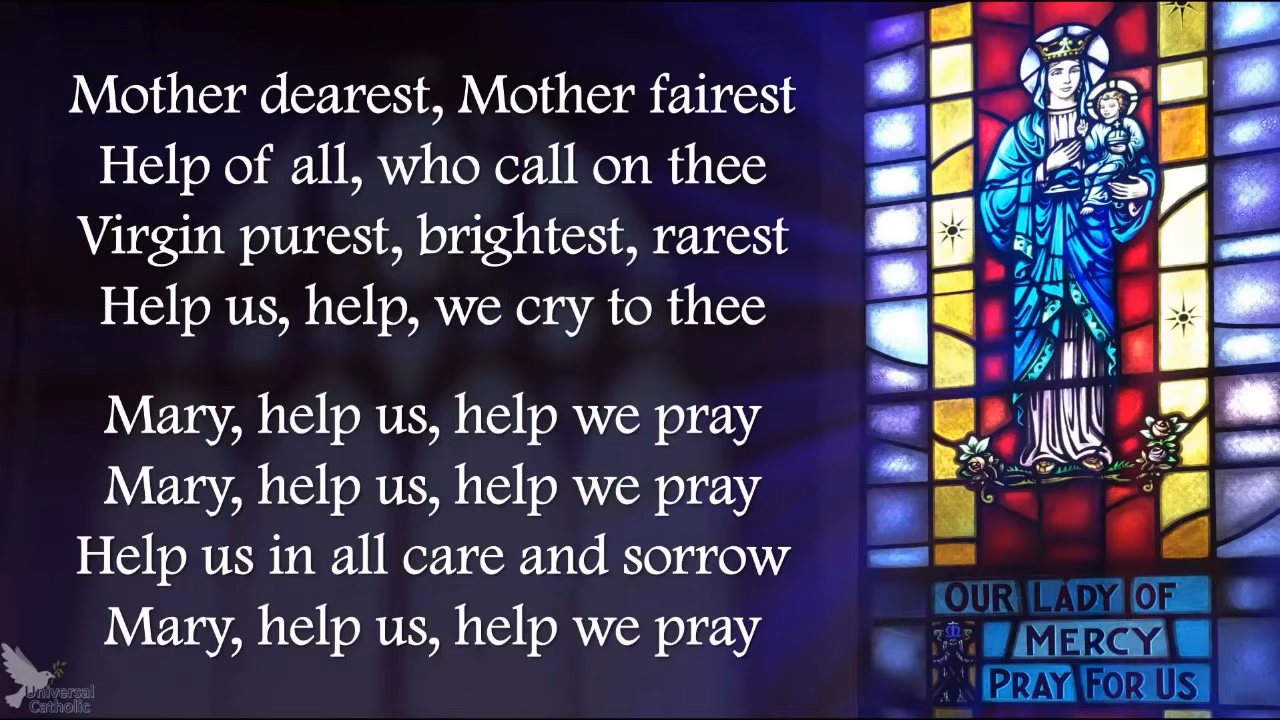 Mother dearest, Mother fairest
Help of all, who call on thee
Virgin purest, brightest, rarest
Help us, help, we cry to thee
Mary, help us, help we pray
Mary, help us, help we pray
Help us in all care and sorrow
Mary, help us, help we pray
OUR LADY OF
MERCY
PRAY FOR US
Universal
Catholic